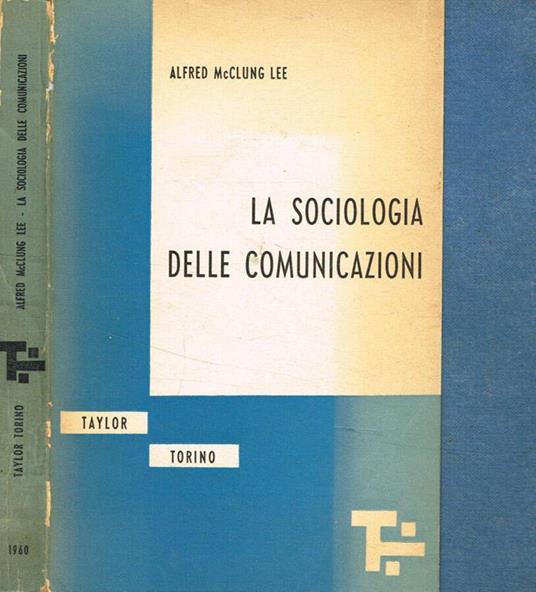 ALFRED McCLUNG LEE - LA SOCIOLOGIA DELLE COMUNICAZIONI
TAYLOR TORINO
1960
ALFRED McCLUNG LEE
LA SOCIOLOGIA
DELLE COMUNICAZIONI
TAYLOR
TORINO